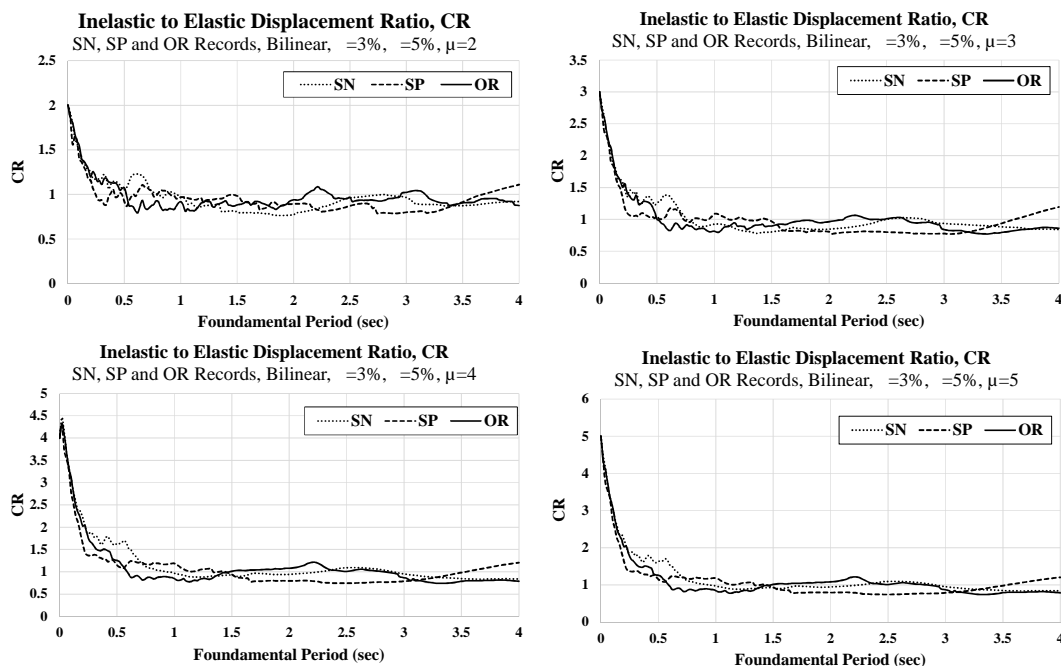 Inelastic to Elastic Displacement Ratio, CR
SN, SP and OR Records, Bilinear, =3%, =5%, µ=2
2.5
2
1.5
1
0.5
0
CR
SN SP OR
0 0.5 1 1.5 2 2.5 3 3.5 4
Foundamental Period (sec)
Inelastic to Elastic Displacement Ratio, CR
SN, SP and OR Records, Bilinear, =3%, =5%, µ=3
3.5
3
2.5
2
1.5
1
0.5
0
CR
SN SP OR
0 0.5 1 1.5 2 2.5 3 3.5 4
Foundamental Period (sec)
Inelastic to Elastic Displacement Ratio, CR
SN, SP and OR Records, Bilinear, =3%, =5%, µ=4
5
4.5
4
3.5
3
2.5
2
1.5
1
0.5
0
CR
SN SP OR
0 0.5 1 1.5 2 2.5 3 3.5 4
Foundamental Period (sec)
Inelastic to Elastic Displacement Ratio, CR
SN, SP and OR Records, Bilinear, =3%, =5%, µ=5
6
5
4
3
2
1
0
CR
SN SP OR
0 0.5 1 1.5 2 2.5 3 3.5 4
Foundamental Period (sec)